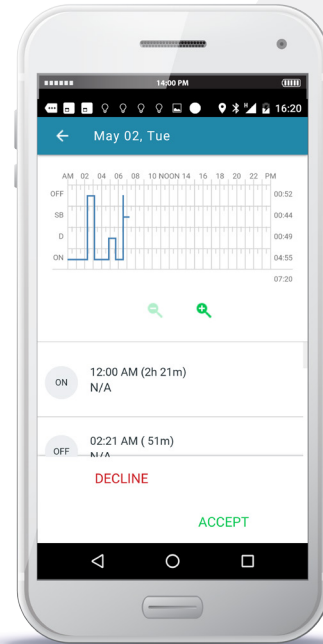 14:00 PM
16:20
May 02, Tue
AM 02 04 06 08 10 NOON 14 16 18 20 22 PM
OFF 00:52
SB 00:44
D 00:49
ON 04:55
07:20
ON 12:00 AM (2h 21m)
N/A
OFF 02:21 AM ( 51m)
N/A
DECLINE
ACCEPT